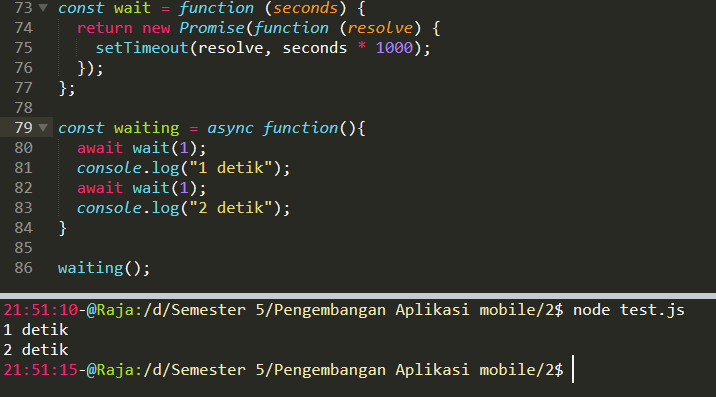 73 const wait = function (seconds) {
74 return new Promise(function (resolve) {
75 setTimeout(resolve, seconds * 1000);
76 });
77 };
78
79 const waiting = async function(){
80 await wait(1);
81 console.log("1 detik");
82 await wait(1);
83 console.log("2 detik");
84 }
85
86 waiting();
21:51:10-@Raja:/d/Semester 5/Pengembangan Aplikasi mobile/2$ node test.js
1 detik
2 detik
21:51:15-@Raja:/d/Semester 5/Pengembangan Aplikasi mobile/2$